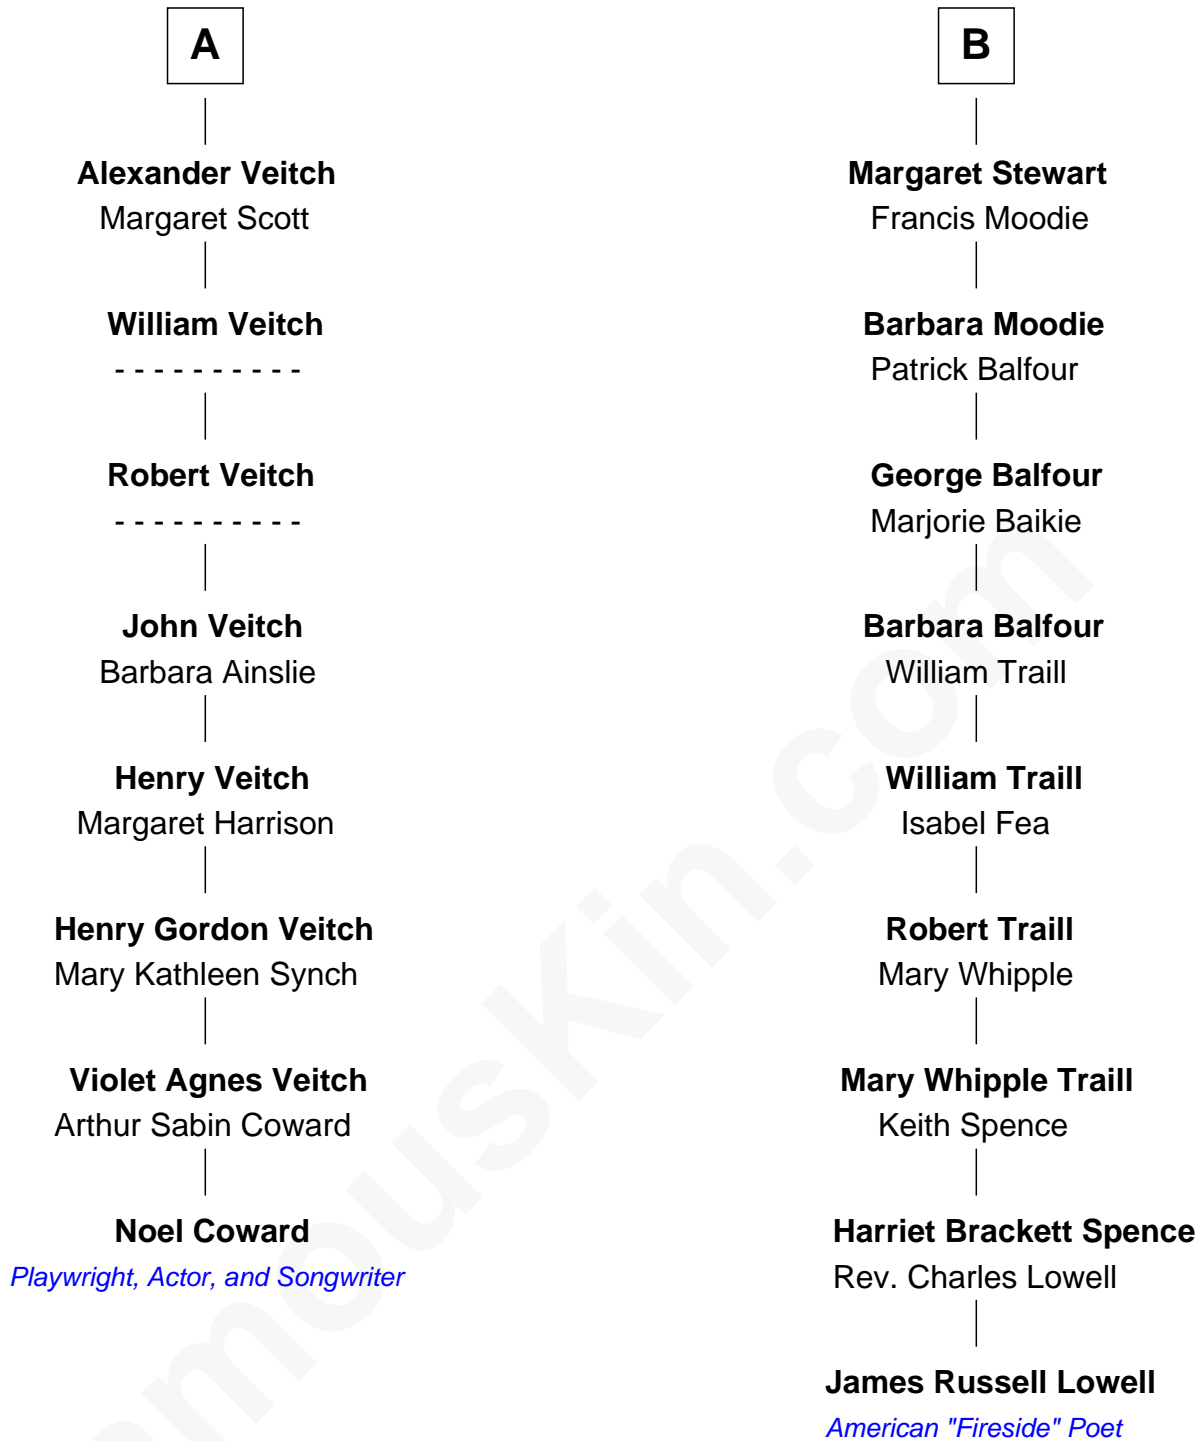 A
Alexander Veitch
Margaret Scott
William Veitch
- - - - - - - - - -
Robert Veitch
- - - - - - - - - -
John Veitch
Barbara Ainslie
Henry Veitch
Margaret Harrison
Henry Gordon Veitch
Mary Kathleen Synch
Violet Agnes Veitch
Arthur Sabin Coward
Noel Coward
Playwright, Actor, and Songwriter
B
Margaret Stewart
Francis Moodie
Barbara Moodie
Patrick Balfour
George Balfour
Marjorie Baikie
Barbara Balfour
William Traill
William Traill
Isabel Fea
Robert Traill
Mary Whipple
Mary Whipple Traill
Keith Spence
Harriet Brackett Spence
Rev. Charles Lowell
James Russell Lowell
American "Fireside" Poet
amouskin.com